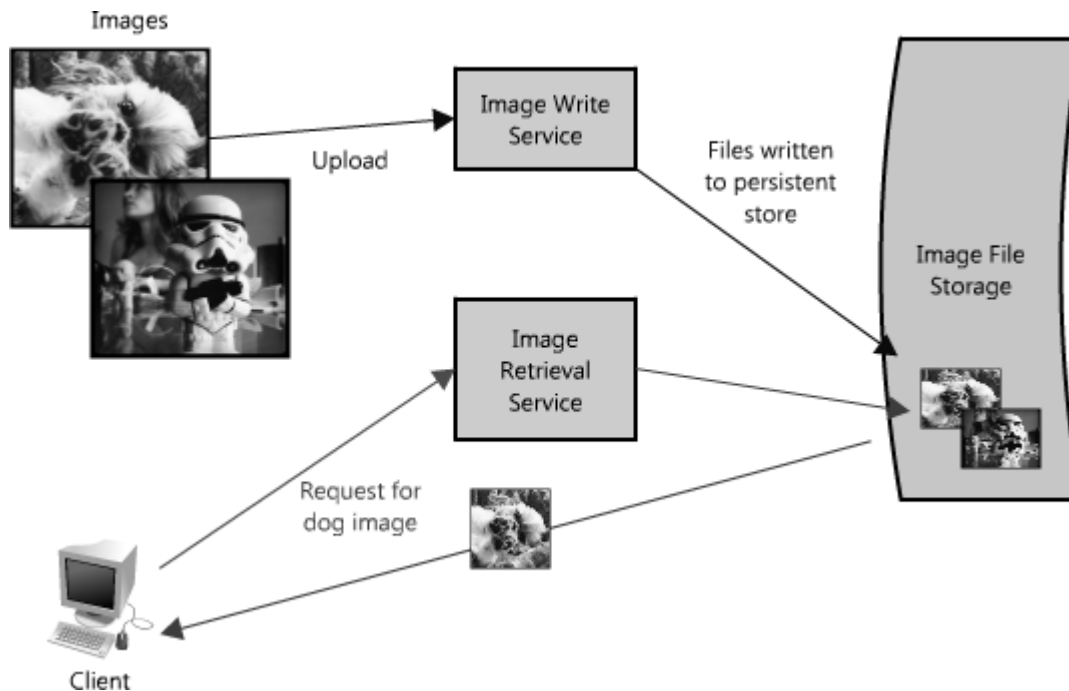 Images
Upload
Image Write
Service
Files written
to persistent
store
Image File
Storage
Image
Retrieval
Service
Request for
dog image
Client